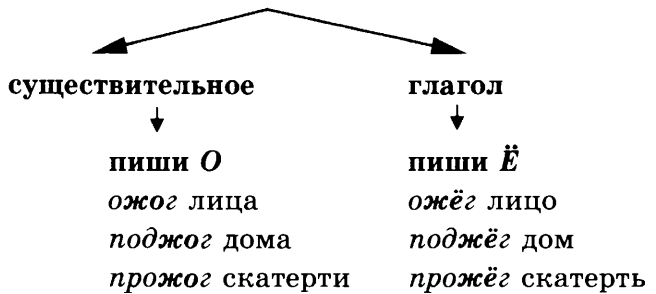 существительное глагол
пиши О пиши Ё
ожог лица ожёг лицо
поджог дома поджёг дом
прожог скатерти прожёг скатерть